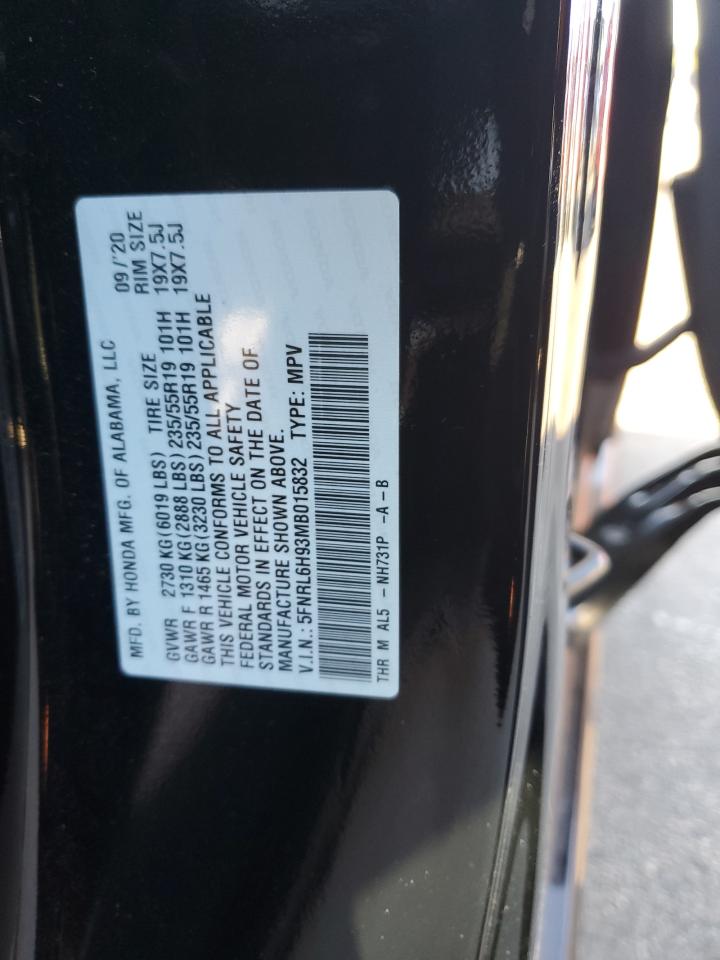 MFD. BY HONDA MFG. OF ALABAMA, LLC 09/'20
GVWR 2730 KG(6019 LBS) TIRE SIZE RIM SIZE
GAWR F 1310 KG(2888 LBS) 235/55R19 101H 19X7.5J
GAWR R 1465 KG(3230 LBS) 235/55R19 101H 19X7.5J
THIS VEHICLE CONFORMS TO ALL APPLICABLE
FEDERAL MOTOR VEHICLE SAFETY
STANDARDS IN EFFECT ON THE DATE OF
MANUFACTURE SHOWN ABOVE.
V.I.N.: 5FNRL6H93MB015832 TYPE: MPV
THR M AL5 - NH731P -A-B